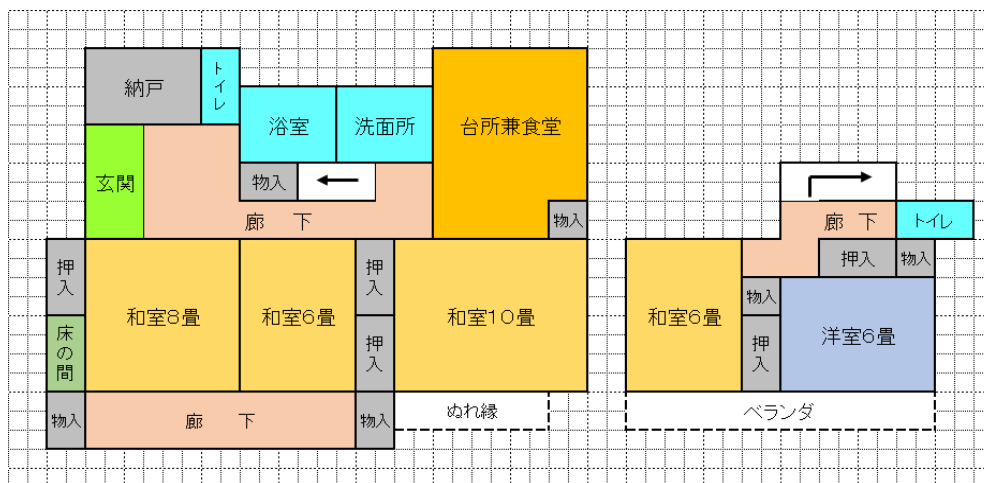 納戸
トイレ
浴室
洗面所
台所兼食堂
玄関
物入
廊 下
物入
押入
和室8畳
和室6畳
押入
和室10畳
床の間
押入
物入
廊 下
物入
ぬれ縁
廊 下
トイレ
押入
物入
和室6畳
物入
洋室6畳
押入
ベランダ